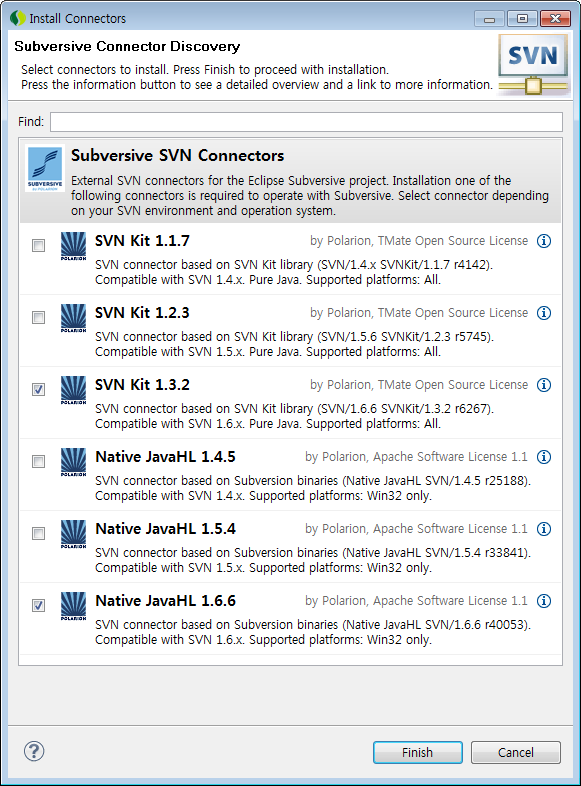 Install Connectors
Subversive Connector Discovery
Select connectors to install. Press Finish to proceed with installation.
Press the information button to see a detailed overview and a link to more information.
SVN
Find:
SUBVERSIVE
BY POLARION
Subversive SVN Connectors
External SVN connectors for the Eclipse Subversive project. Installation one of the
following connectors is required to operate with Subversive. Select connector depending
on your SVN environment and operation system.
POLARION
SVN Kit 1.1.7
by Polarion, TMate Open Source License
SVN connector based on SVN Kit library (SVN/1.4.x SVNKit/1.1.7 r4142).
Compatible with SVN 1.4.x. Pure Java. Supported platforms: All.
POLARION
SVN Kit 1.2.3
by Polarion, TMate Open Source License
SVN connector based on SVN Kit library (SVN/1.5.6 SVNKit/1.2.3 r5745).
Compatible with SVN 1.5.x. Pure Java. Supported platforms: All.
POLARION
SVN Kit 1.3.2
by Polarion, TMate Open Source License
SVN connector based on SVN Kit library (SVN/1.6.6 SVNKit/1.3.2 r6267).
Compatible with SVN 1.6.x. Pure Java. Supported platforms: All.
POLARION
Native JavaHL 1.4.5
by Polarion, Apache Software License 1.1
SVN connector based on Subversion binaries (Native JavaHL SVN/1.4.5 r25188).
Compatible with SVN 1.4.x. Supported platforms: Win32 only.
POLARION
Native JavaHL 1.5.4
by Polarion, Apache Software License 1.1
SVN connector based on Subversion binaries (Native JavaHL SVN/1.5.4 r33841).
Compatible with SVN 1.5.x. Supported platforms: Win32 only.
POLARION
Native JavaHL 1.6.6
by Polarion, Apache Software License 1.1
SVN connector based on Subversion binaries (Native JavaHL SVN/1.6.6 r40053).
Compatible with SVN 1.6.x. Supported platforms: Win32 only.
?
Finish
Cancel